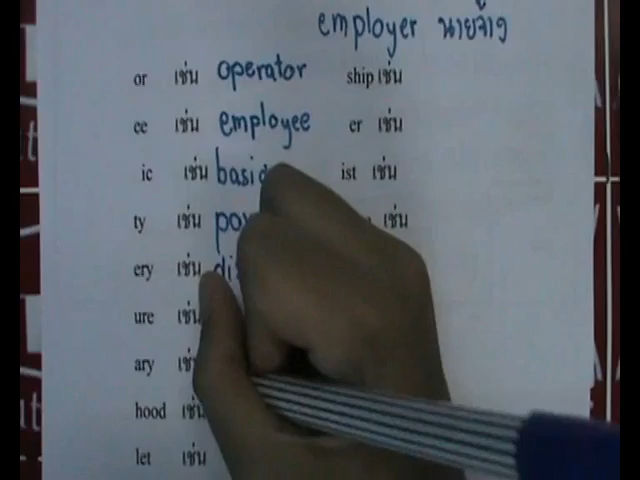 employer นายจ้าง
or เช่น operator ship เช่น
ee เช่น employee er เช่น
ic เช่น basic ist เช่น
ty เช่น เช่น
ery เช่น
ure เช่น
ary
hood เช่น
let เช่น